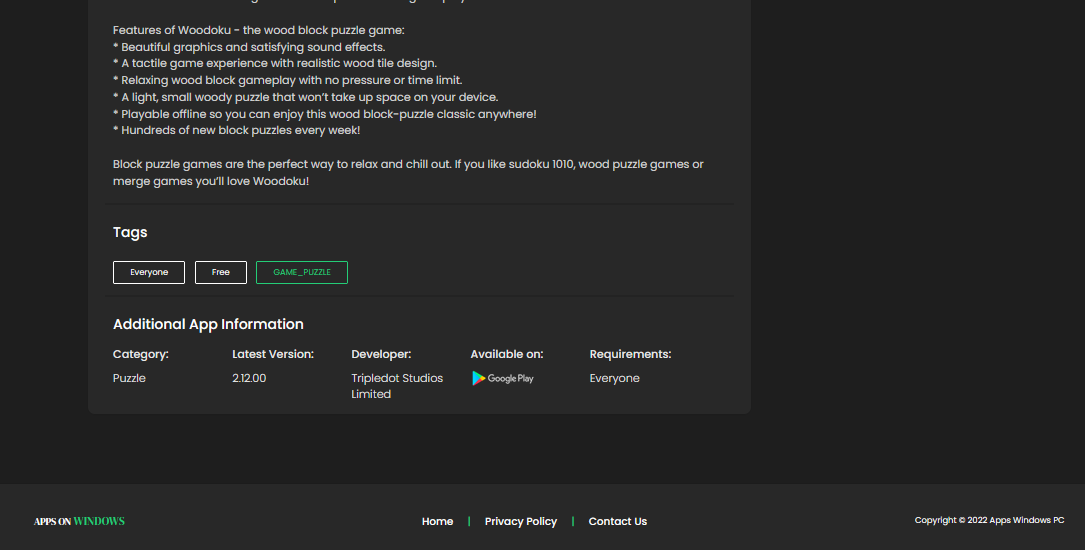 Features of Woodoku - the wood block puzzle game:
* Beautiful graphics and satisfying sound effects.
* A tactile game experience with realistic wood tile design.
* Relaxing wood block gameplay with no pressure or time limit.
* A light, small woody puzzle that won't take up space on your device.
* Playable offline so you can enjoy this wood block-puzzle classic anywhere!
* Hundreds of new block puzzles every week!
Block puzzle games are the perfect way to relax and chill out. If you like sudoku 1010, wood puzzle games or
merge games you'll love Woodoku!
Tags
Everyone Free GAME_PUZZLE
Additional App Information
Category: Latest Version: Developer: Available on: Requirements:
Puzzle 2.12.00 Tripledot Studios Google Play Everyone
Limited
APPS ON WINDOWS Home | Privacy Policy | Contact Us Copyright © 2022 Apps Windows PC